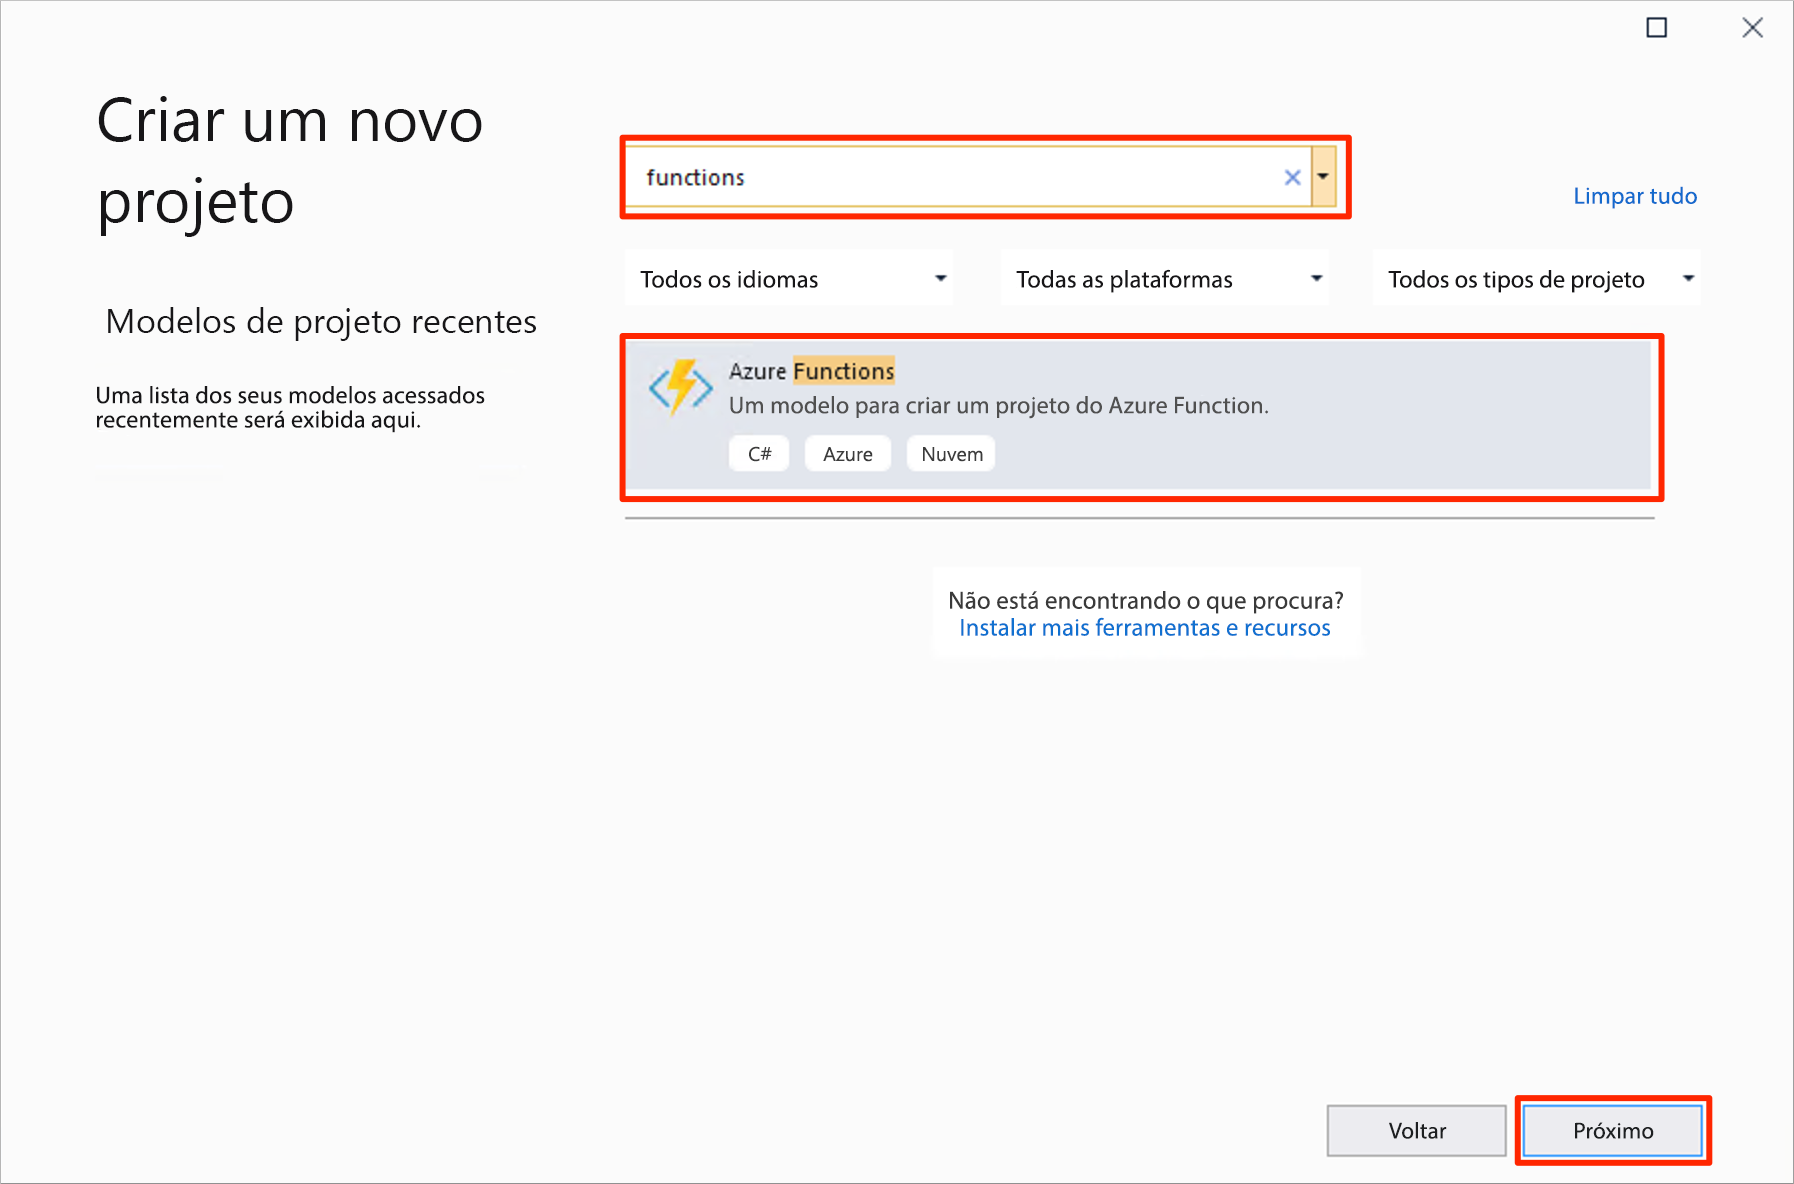 Criar um novo
projeto
Modelos de projeto recentes
Uma lista dos seus modelos acessados
recentemente será exibida aqui.
functions
Limpar tudo
Todos os idiomas
Todas as plataformas
Todos os tipos de projeto
Azure Functions
Um modelo para criar um projeto do Azure Function.
C#
Azure
Nuvem
Não está encontrando o que procura?
Instalar mais ferramentas e recursos
Voltar
Próximo